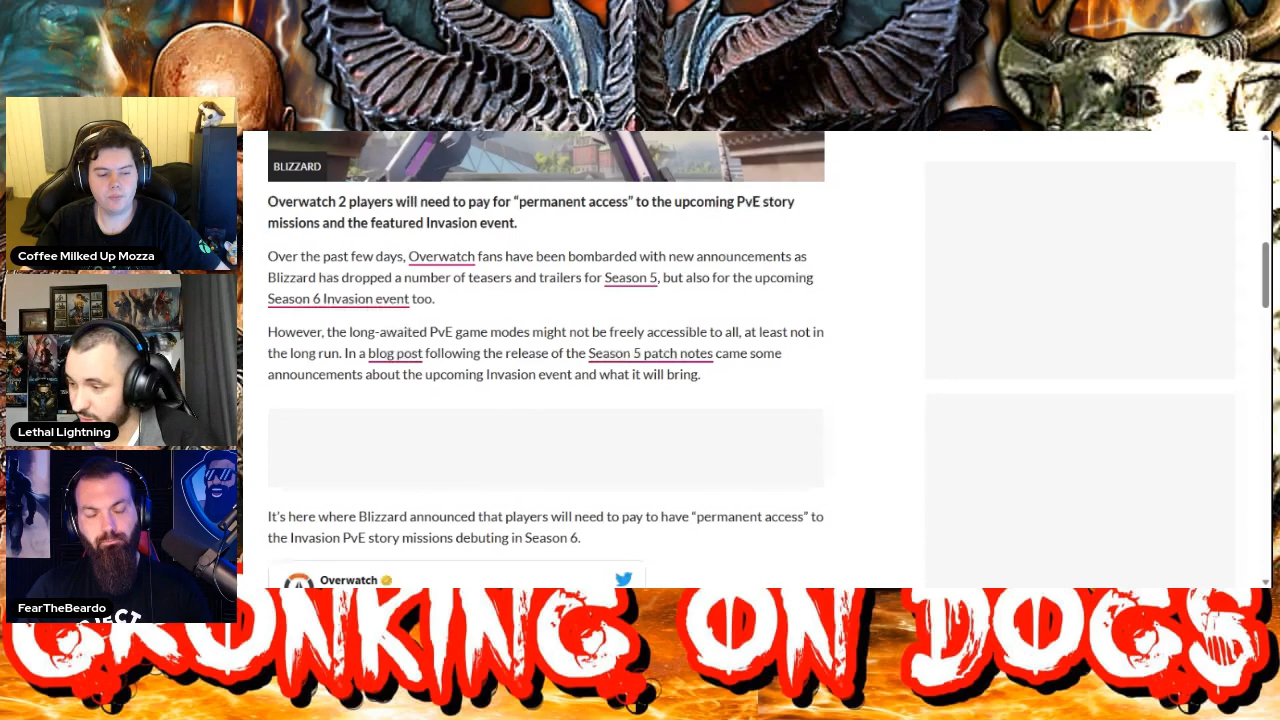 BLIZZARD
Overwatch 2 players will need to pay for “permanent access” to the upcoming PvE story
missions and the featured Invasion event.
Over the past few days, Overwatch fans have been bombarded with new announcements as
Blizzard has dropped a number of teasers and trailers for Season 5, but also for the upcoming
Season 6 Invasion event too.
However, the long-awaited PvE game modes might not be freely accessible to all, at least not in
the long run. In a blog post following the release of the Season 5 patch notes came some
announcements about the upcoming Invasion event and what it will bring.
It’s here where Blizzard announced that players will need to pay to have “permanent access” to
the Invasion PvE story missions debuting in Season 6.
Overwatch
Coffee Milked Up Mozza
Lethal Lightning
FearTheBeardo
CRONKING ON DOCS